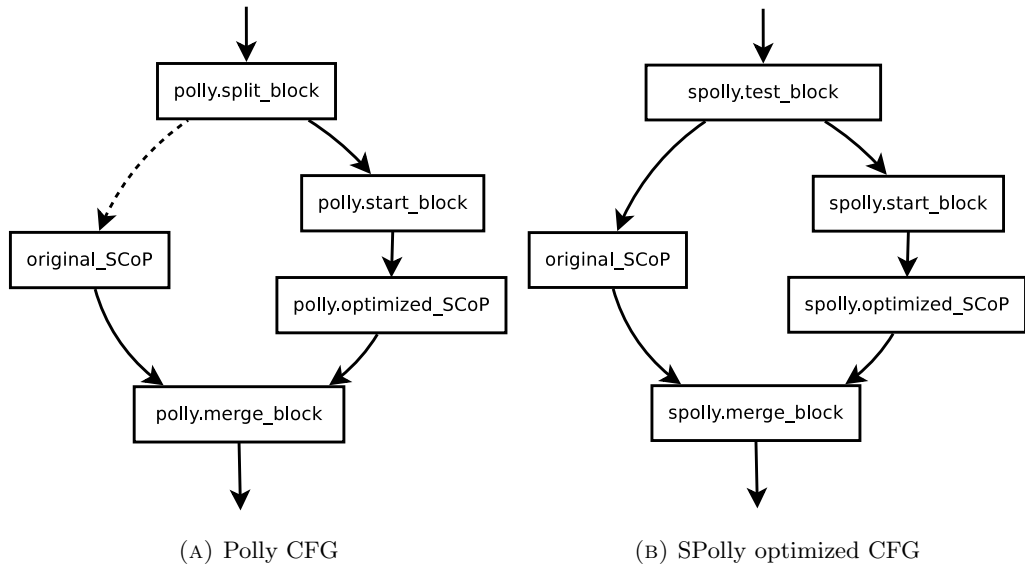 polly.split_block
polly.start_block
original_SCoP
polly.optimized_SCoP
polly.merge_block
(A) Polly CFG
spolly.test_block
spolly.start_block
original_SCoP
spolly.optimized_SCoP
spolly.merge_block
(B) SPolly optimized CFG